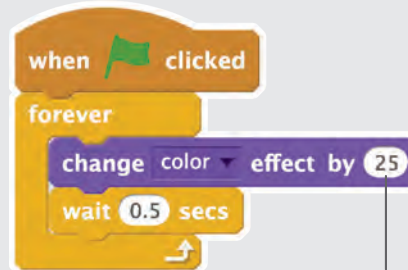 when clicked
forever
change color effect by 25
wait 0.5 secs